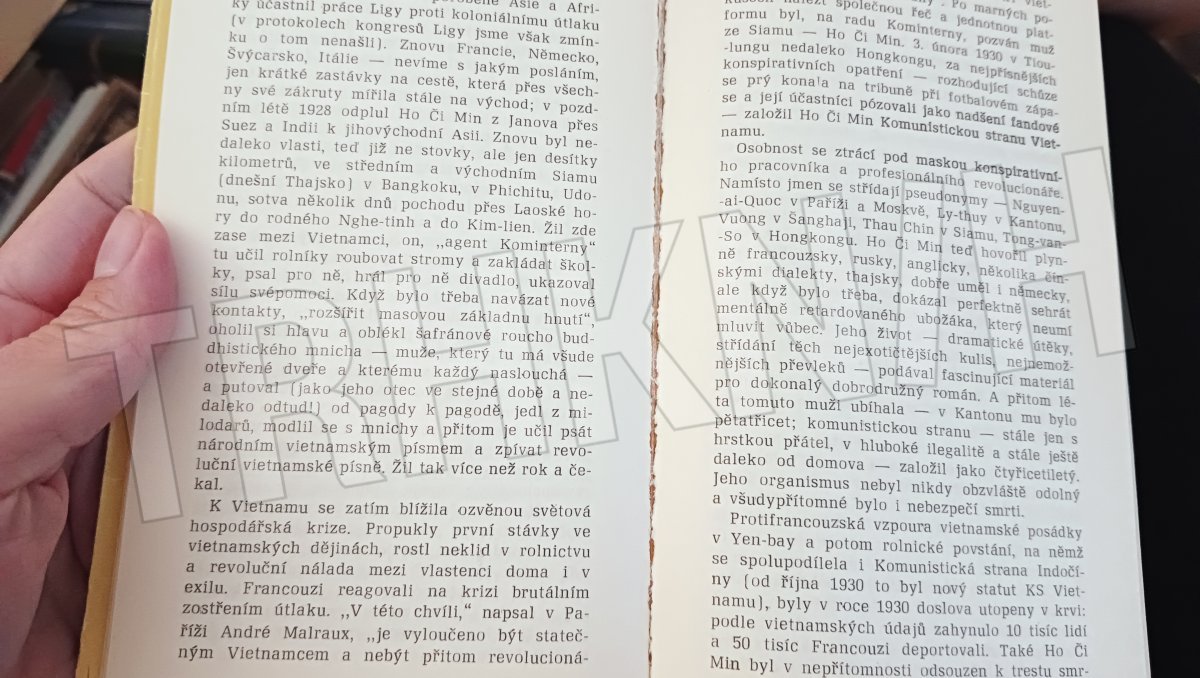 ky účastnil práce Ligy proti koloniálnímu útlaku
(v protokolech kongresů Ligy jsme však zmín-
ku o tom nenašli). Znovu Francie, Německo,
Švýcarsko, Itálie — nevíme s jakým posláním,
jen krátké zastávky na cestě, která přes všech-
ny své zákruty mířila stále na východ; v pozd-
ním létě 1928 odplul Ho Či Min z Janova přes
Suez a Indii k jihovýchodní Asii. Znovu byl ne-
daleko vlasti, teď již ne stovky, ale jen desítky
kilometrů, ve středním a východním Siamu
(dnešní Thajsko) v Bangkoku, v Phichitu, Udo-
nu, sotva několik dnů pochodu přes Laoské ho-
ry do rodného Nghe-tinh a do Kim-lien. Žil zde
zase mezi Vietnamci, on, „agent Kominterny“
tu učil rolníky roubovat stromy a zakládat škol-
ky, psal pro ně, hrál pro ně divadlo, ukazoval
sílu svépomoci. Když bylo třeba navázat nové
kontakty, „rozšířit masovou základnu hnutí“,
oholil si hlavu a oblékl šafránové roucho bud-
dhistického mnicha — muže, který tu má všude
otevřené dveře a kterému každý naslouchá —
a putoval (jako jeho otec ve stejné době a ne-
daleko odtud!) od pagody k pagodě, jedl z mi-
lodarů, modlil se s mnichy a přitom je učil psát
národním vietnamským písmem a zpívat revo-
luční vietnamské písně. Žil tak více než rok a če-
kal.
K Vietnamu se zatím blížila ozvěnou světová
hospodářská krize. Propukly první stávky ve
vietnamských dějinách, rostl neklid v rolnictvu
a revoluční nálada mezi vlastenci doma i v
exilu. Francouzi reagovali na krizi brutálním
zostřením útlaku. „V této chvíli,“ napsal v Pa-
říži André Malraux, „je vyloučeno být stateč-
ným Vietnamcem a nebýt přitom revolucioná-
společnou řeč a jednotnou plat-
formu byl, na radu Kominterny, pozván muž
ze Siamu — Ho Či Min. 3. února 1930 v Tiou-
-lungu nedaleko Hongkongu, za nejpřísnějších
konspirativních opatření — rozhodující schůze
se prý konala na tribuně při fotbalovém zápa-
se a její účastníci pózovali jako nadšení fandové
— založil Ho Či Min Komunistickou stranu Viet-
namu.
Osobnost se ztrácí pod maskou konspirativní-
ho pracovníka a profesionálního revolucionáře.
Namísto jmen se střídají pseudonymy — Nguyen-
-ai-Quoc v Paříži a Moskvě, Ly-thuy v Kantonu,
Vuong v Šanghaji, Thau Chin v Siamu, Tong-van-
-So v Hongkongu. Ho Či Min teď hovořil plyn-
ně francouzsky, rusky, anglicky, několika čín-
skými dialekty, thajsky, dobře uměl i německy,
ale když bylo třeba, dokázal perfektně sehrát
mentálně retardovaného ubožáka, který neumí
mluvit vůbec. Jeho život — dramatické útěky,
střídání těch nejexotičtějších kulis, nejnemož-
nějších převleků — podával fascinující materiál
pro dokonalý dobrodružný román. A přitom lé-
ta tomuto muži ubíhala — v Kantonu mu bylo
pětatřicet; komunistickou stranu — stále jen s
hrstkou přátel, v hluboké ilegalitě a stále ještě
daleko od domova — založil jako čtyřicetiletý.
Jeho organismus nebyl nikdy obzvláště odolný
a všudypřítomné bylo i nebezpečí smrti.
Protifrancouzská vzpoura vietnamské posádky
v Yen-bay a potom rolnické povstání, na němž
se spolupodílela i Komunistická strana Indočí-
ny (od října 1930 to byl nový statut KS Viet-
namu), byly v roce 1930 doslova utopeny v krvi:
podle vietnamských údajů zahynulo 10 tisíc lidí
a 50 tisíc Francouzi deportovali. Také Ho Či
Min byl v nepřítomnosti odsouzen k trestu smr-
TRHKNIH